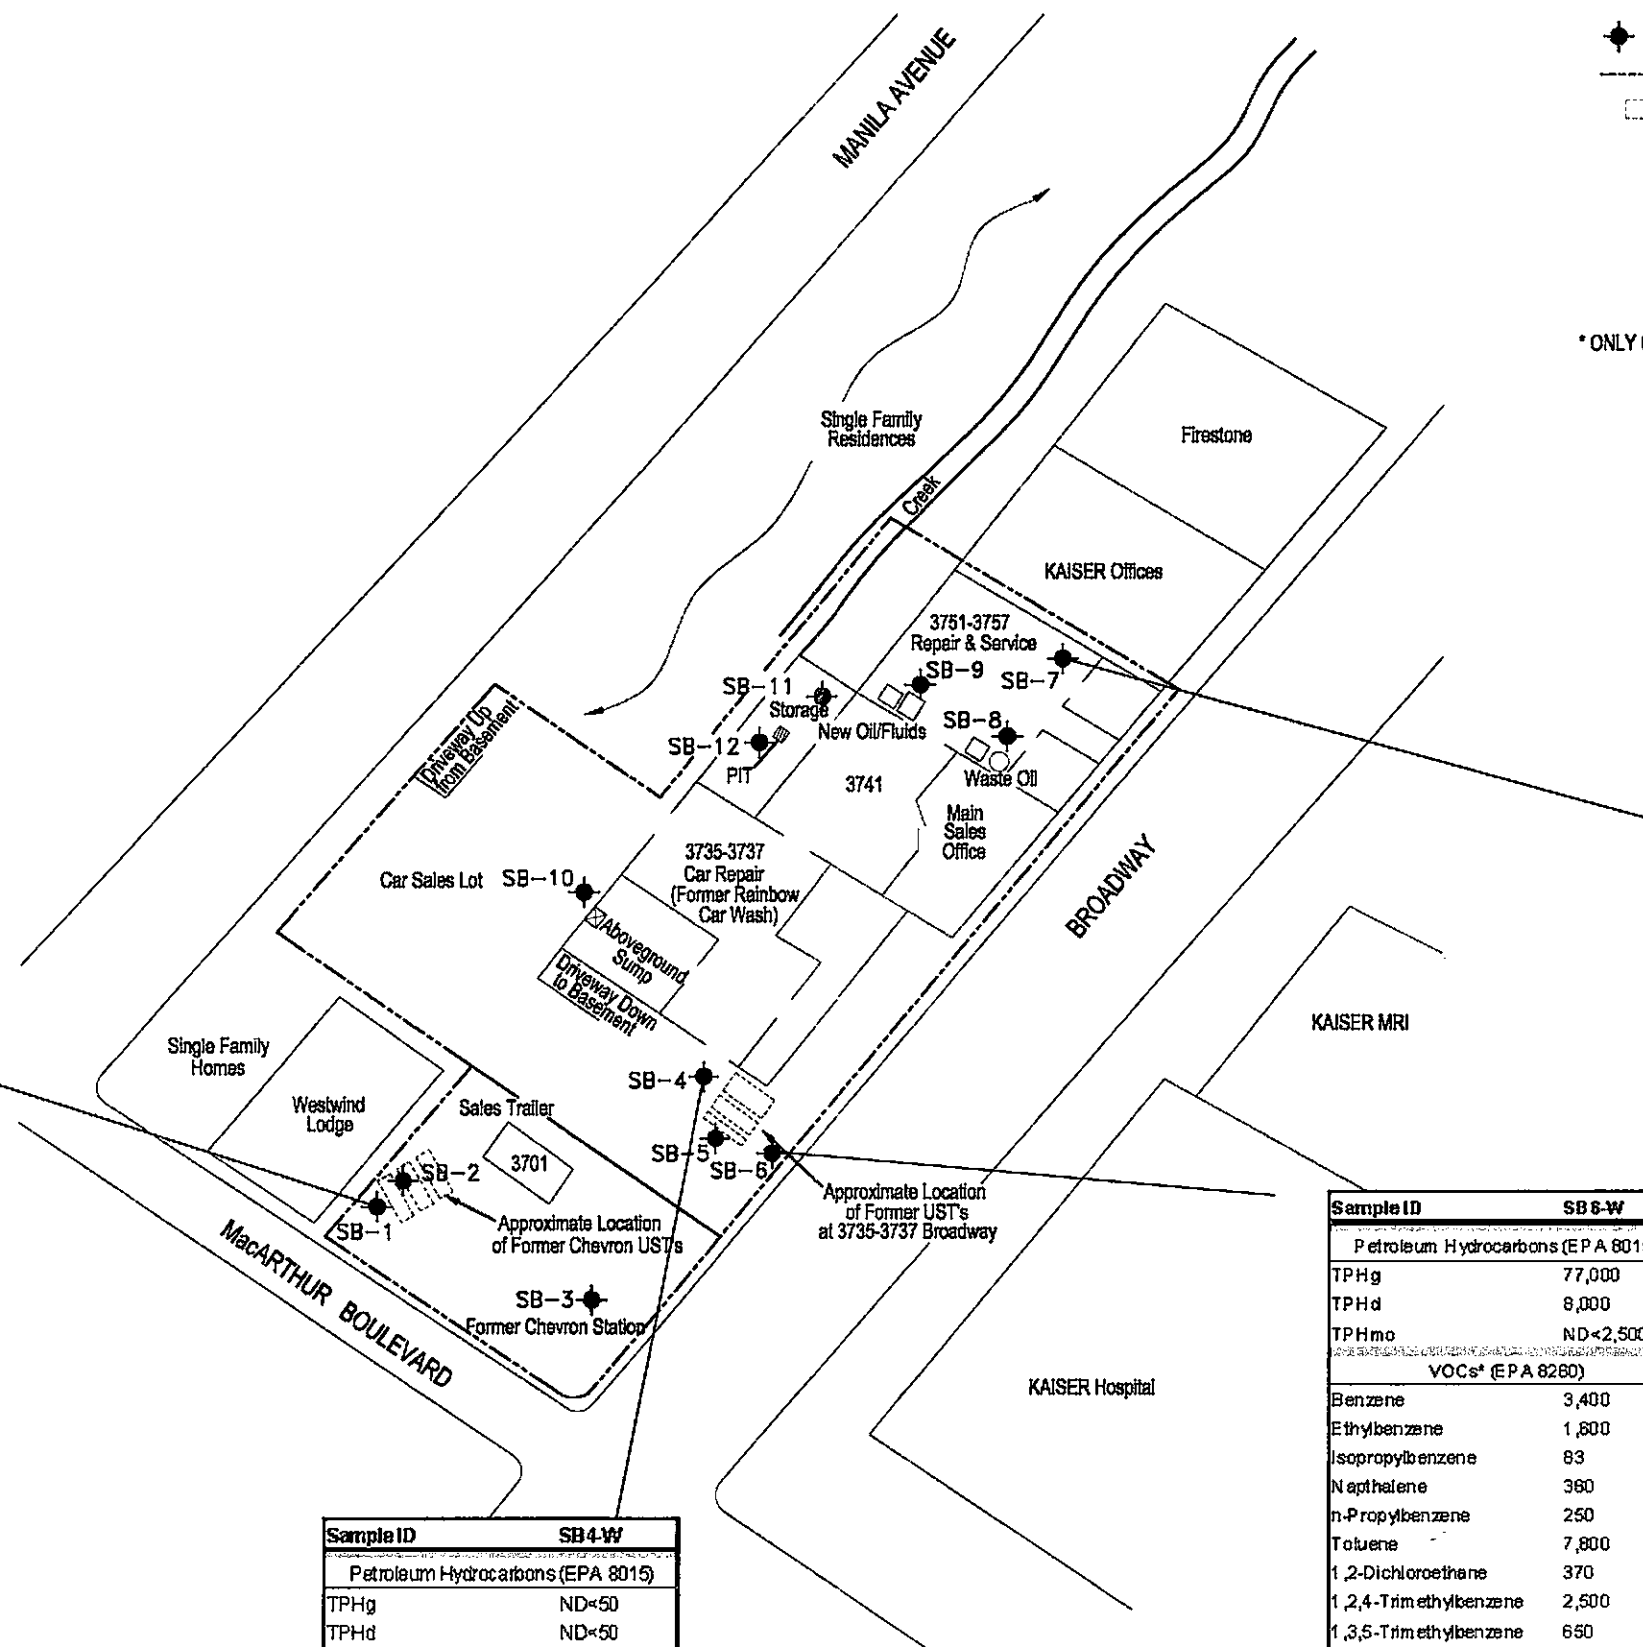 MANILA AVENUE
* ONLY
Single Family
Residences
Firestone
Creek
KAISER Offices
3751-3757
Repair & Service
SB-9
SB-7
SB-11
Storage
New Oil/Fluids
SB-8
SB-12
PIT
Waste Oil
3741
Main
Sales
Office
Driveway Up
from Basement
3735-3737
Car Repair
(Former Rainbow
Car Wash)
Car Sales Lot
SB-10
BROADWAY
Aboveground
Sump
Driveway Down
to Basement
KAISER MRI
Single Family
Homes
SB-4
Westwind
Lodge
Sales Trailer
SB-5
SB-6
3701
SB-2
SB-1
Approximate Location
of Former UST's
at 3735-3737 Broadway
Approximate Location
of Former Chevron UST's
MacARTHUR BOULEVARD
SB-3
Former Chevron Station
KAISER Hospital
Sample ID SB6-W
Petroleum Hydrocarbons (EPA 801
TPHg 77,000
TPHd 8,000
TPHmo ND<2,500
VOCs* (EPA 8260)
Benzene 3,400
Ethylbenzene 1,600
Isopropylbenzene 83
Napthalene 360
n-Propylbenzene 250
Toluene 7,800
1,2-Dichloroethane 370
1,2,4-Trimethylbenzene 2,500
1,3,5-Trimethylbenzene 650
Sample ID SB4-W
Petroleum Hydrocarbons (EPA 8015)
TPHg ND<50
TPHd ND<50